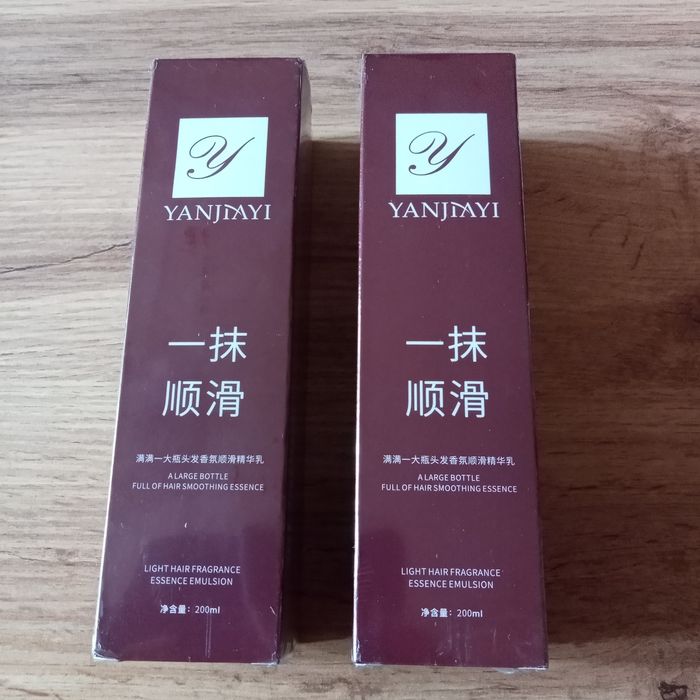 Y
YANJIAYI
一抹
顺滑
满满一大瓶头发香氛顺滑精华乳
A LARGE BOTTLE
FULL OF HAIR SMOOTHING ESSENCE
LIGHT HAIR FRAGRANCE
ESSENCE EMULSION
净含量：200ml
Y
YANJIAYI
一抹
顺滑
满满一大瓶头发香氛顺滑精华乳
A LARGE BOTTLE
FULL OF HAIR SMOOTHING ESSENCE
LIGHT HAIR FRAGRANCE
ESSENCE EMULSION
净含量：200ml